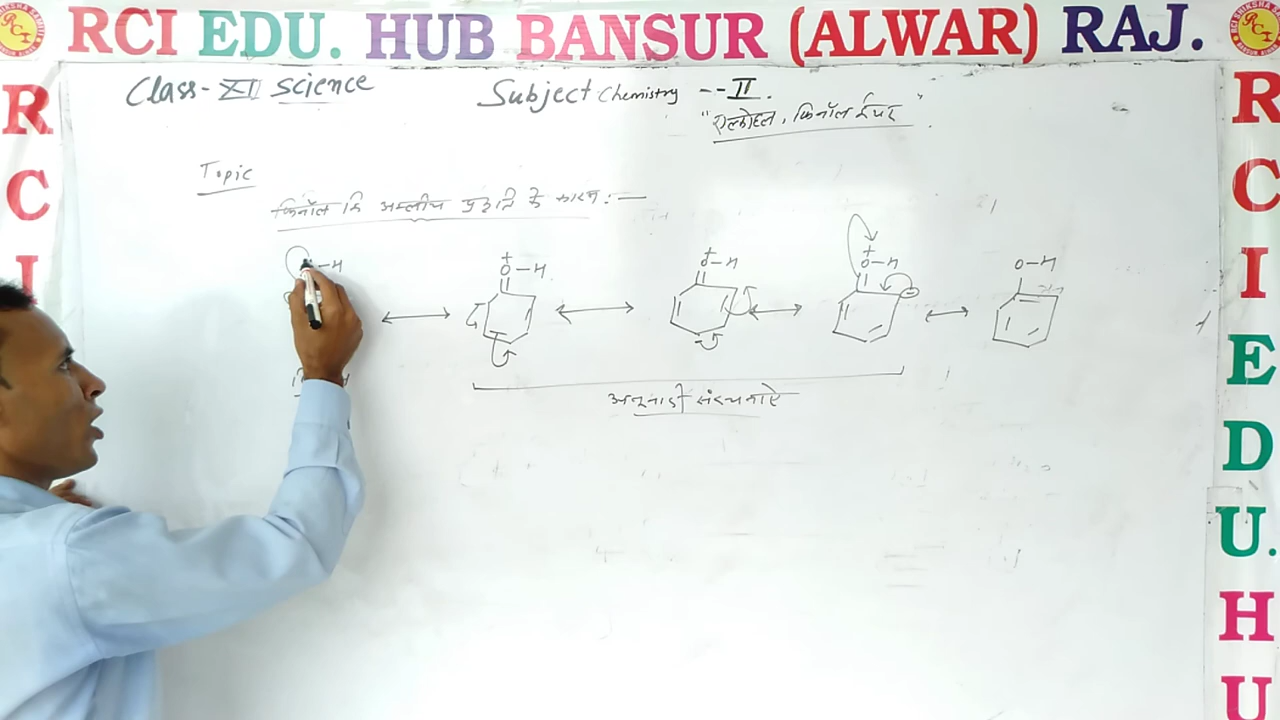 RCI EDU. HUB BANSUR (ALWAR) RAJ.
Class-XII science
Subject Chemistry -- II.
"एल्कोहल, फिनॉल ईथर"
Topic
फिनॉल कि अम्लीय प्रकृति के कारण:—
-H
+
O-H
+
O-H
+
O-H
O-H
अनुनादी संरचनाऐं
R
C
I
R
C
I
E
D
U.
H
U